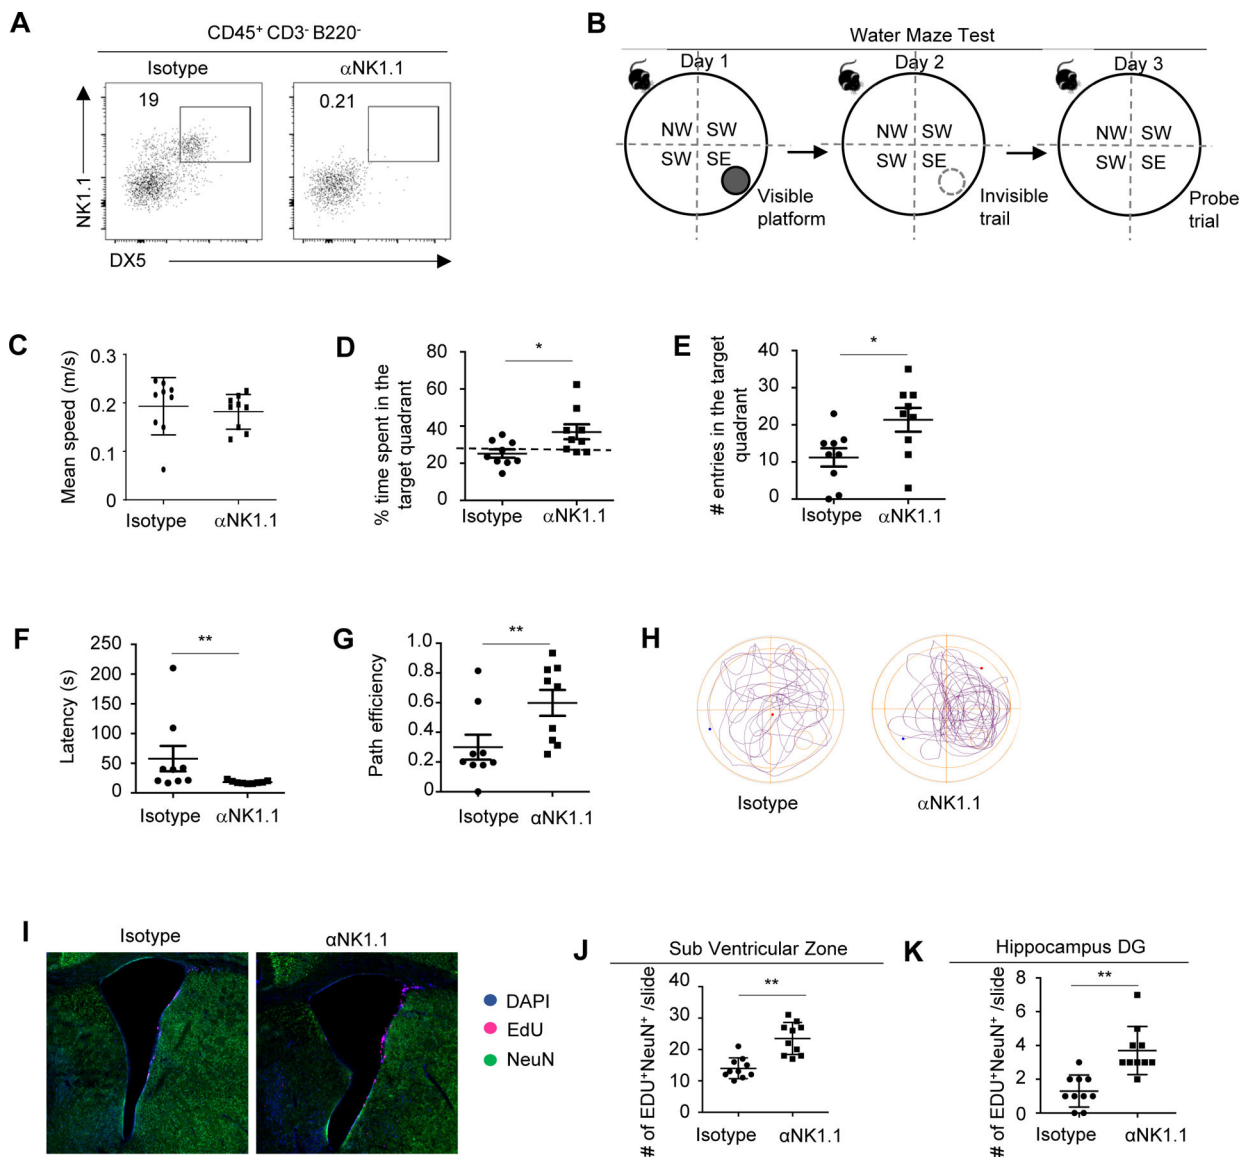 A
CD45⁺ CD3⁻ B220⁻
Isotype
αNK1.1
19
0.21
NK1.1
DX5
B
Water Maze Test
Day 1
Day 2
Day 3
NW SW
SW SE
Visible
platform
NW SW
SW SE
Invisible
trail
NW SW
SW SE
Probe
trial
C
Mean speed (m/s)
0.3
0.2
0.1
0
Isotype
αNK1.1
D
% time spent in the
target quadrant
80
60
40
20
0
*
Isotype
αNK1.1
E
# entries in the target
quadrant
40
30
20
10
0
*
Isotype
αNK1.1
F
Latency (s)
250
200
150
100
50
0
**
Isotype
αNK1.1
G
Path efficiency
1.0
0.8
0.6
0.4
0.2
0
**
Isotype
αNK1.1
H
Isotype
αNK1.1
I
Isotype
αNK1.1
DAPI
EdU
NeuN
J
Sub Ventricular Zone
# of EDU⁺NeuN⁺ /slide
40
30
20
10
0
**
Isotype
αNK1.1
K
Hippocampus DG
# of EDU⁺NeuN⁺ /slide
8
6
4
2
0
**
Isotype
αNK1.1